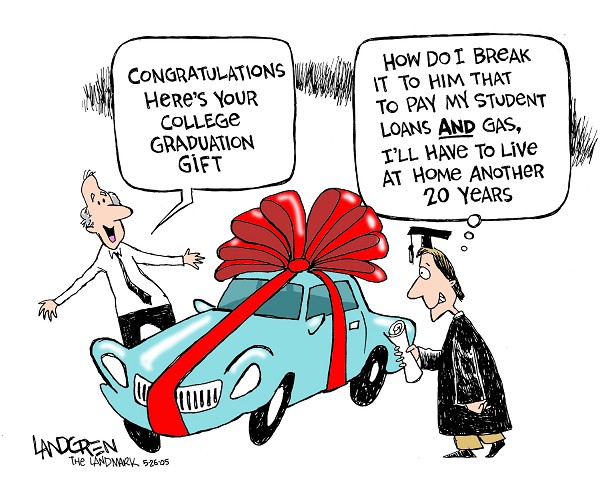 CONGRATULATIONS
HERE'S YOUR
COLLEGE
GRADUATION
GIFT
HOW DO I BREAK
IT TO HIM THAT
TO PAY MY STUDENT
LOANS AND GAS,
I'LL HAVE TO LIVE
AT HOME ANOTHER
20 YEARS
LANDGREN
THE LANDMARK 5-26-05